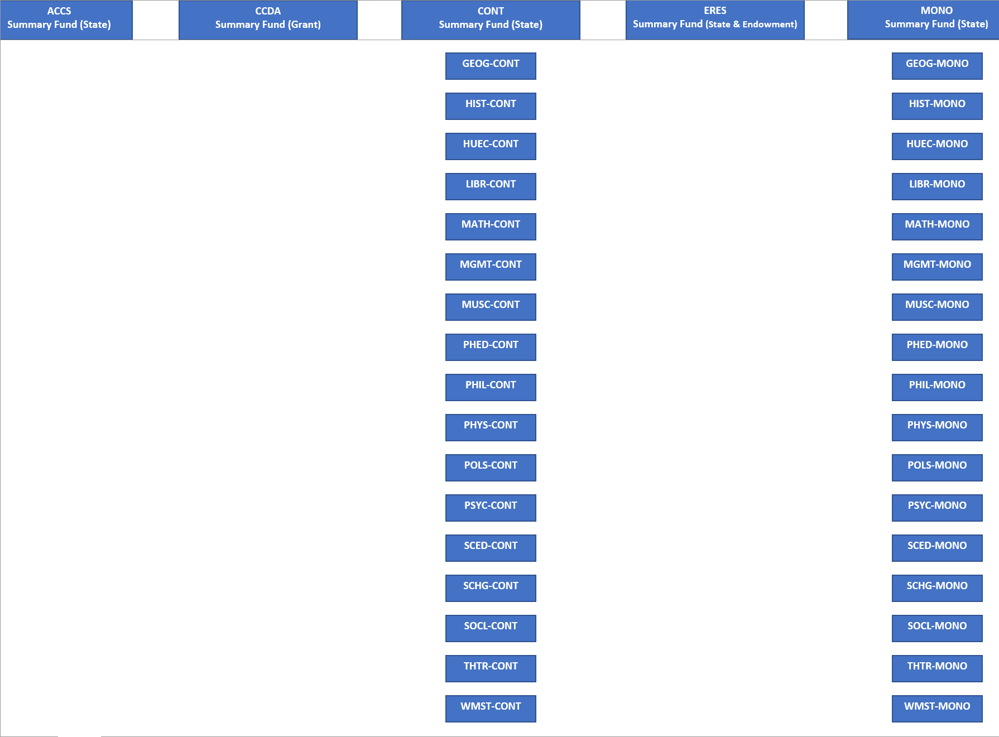 ACCS
Summary Fund (State)
CCDA
Summary Fund (Grant)
CONT
Summary Fund (State)
ERES
Summary Fund (State & Endowment)
MONO
Summary Fund (State)
GEOG-CONT
GEOG-MONO
HIST-CONT
HIST-MONO
HUEC-CONT
HUEC-MONO
LIBR-CONT
LIBR-MONO
MATH-CONT
MATH-MONO
MGMT-CONT
MGMT-MONO
MUSC-CONT
MUSC-MONO
PHED-CONT
PHED-MONO
PHIL-CONT
PHIL-MONO
PHYS-CONT
PHYS-MONO
POLS-CONT
POLS-MONO
PSYC-CONT
PSYC-MONO
SCED-CONT
SCED-MONO
SCHG-CONT
SCHG-MONO
SOCL-CONT
SOCL-MONO
THTR-CONT
THTR-MONO
WMST-CONT
WMST-MONO